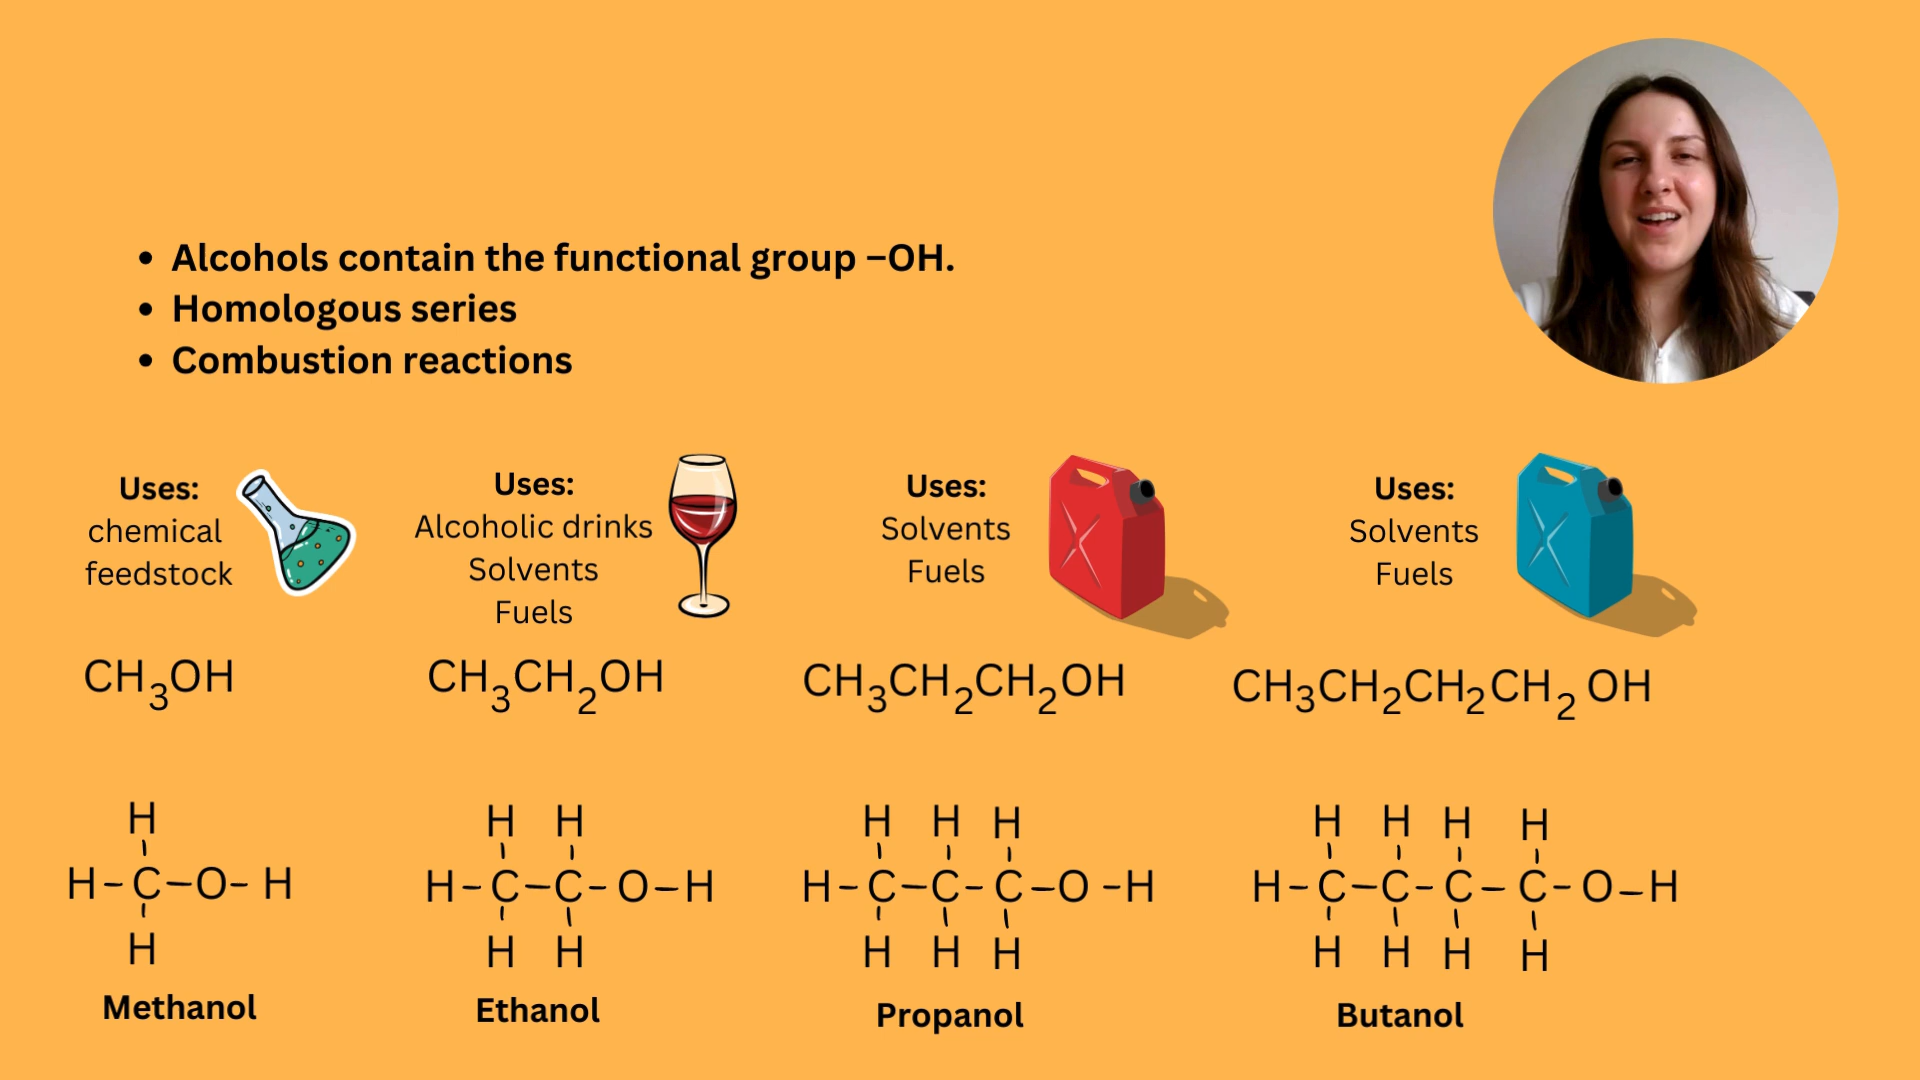 Alcohols contain the functional group –OH.
Homologous series
Combustion reactions
Uses:
chemical
feedstock
Uses:
Alcoholic drinks
Solvents
Fuels
Uses:
Solvents
Fuels
Uses:
Solvents
Fuels
CH3OH
CH3CH2OH
CH3CH2CH2OH
CH3CH2CH2CH2 OH
H
H–C–O–H
H
Methanol
H H
H–C–C–O–H
H H
Ethanol
H H H
H–C–C–C–O–H
H H H
Propanol
H H H H
H–C–C–C–C–O–H
H H H H
Butanol